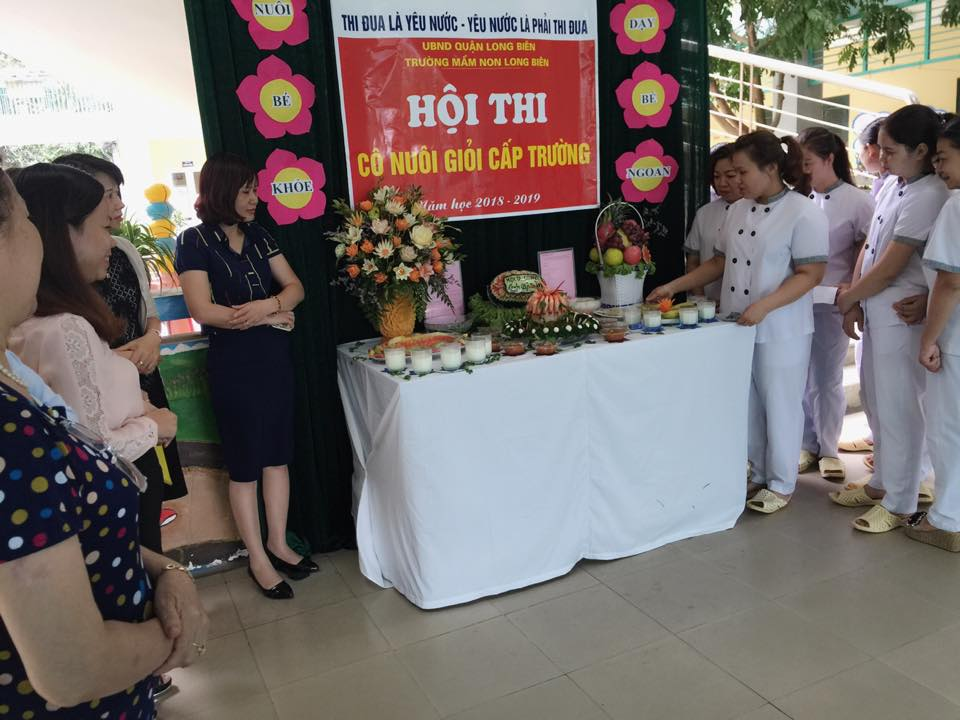 THI ĐUA LÀ YÊU NƯỚC - YÊU NƯỚC LÀ PHẢI THI ĐUA
UBND QUẬN LONG BIÊN
TRƯỜNG MẦM NON LONG BIÊN
HỘI THI
CÔ NUÔI GIỎI CẤP TRƯỜNG
Năm học 2018 - 2019
NUÔI
BÉ
KHỎE
DẠY
BÉ
NGOAN